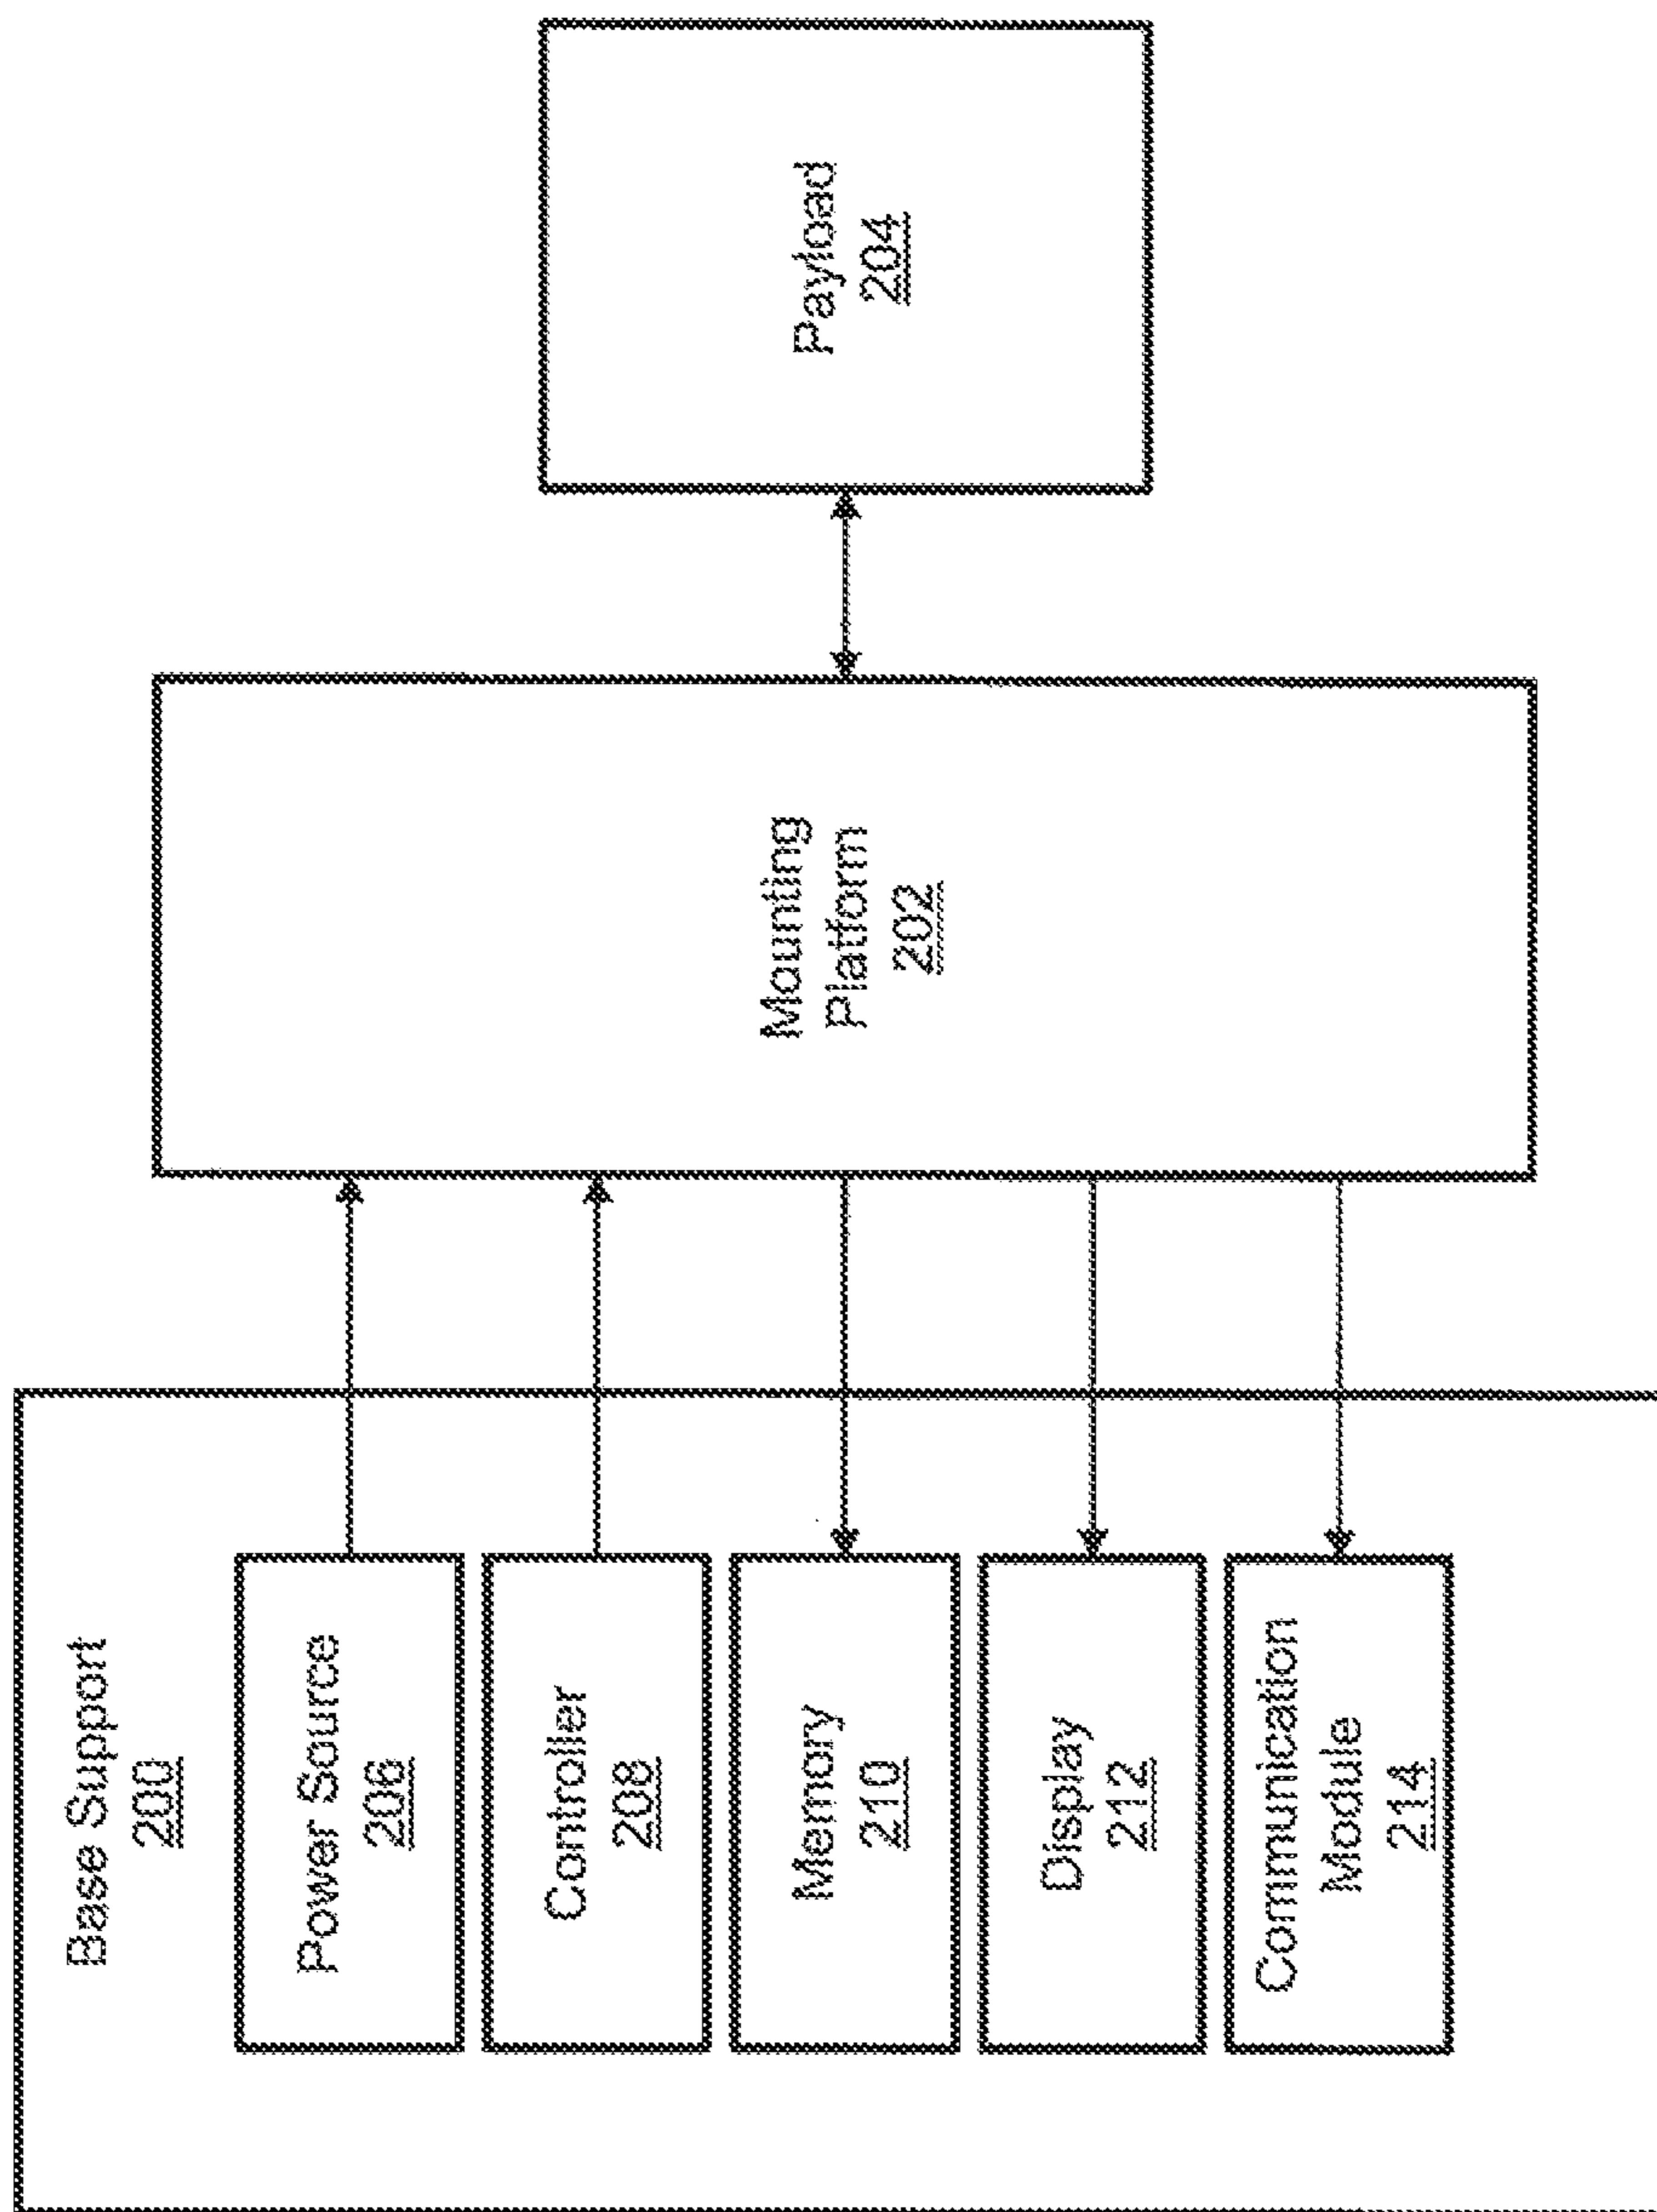 Base Support
200
Power Source
206
Controller
208
Memory
210
Display
212
Communication
Module
214
Mounting
Platform
202
Payload
204